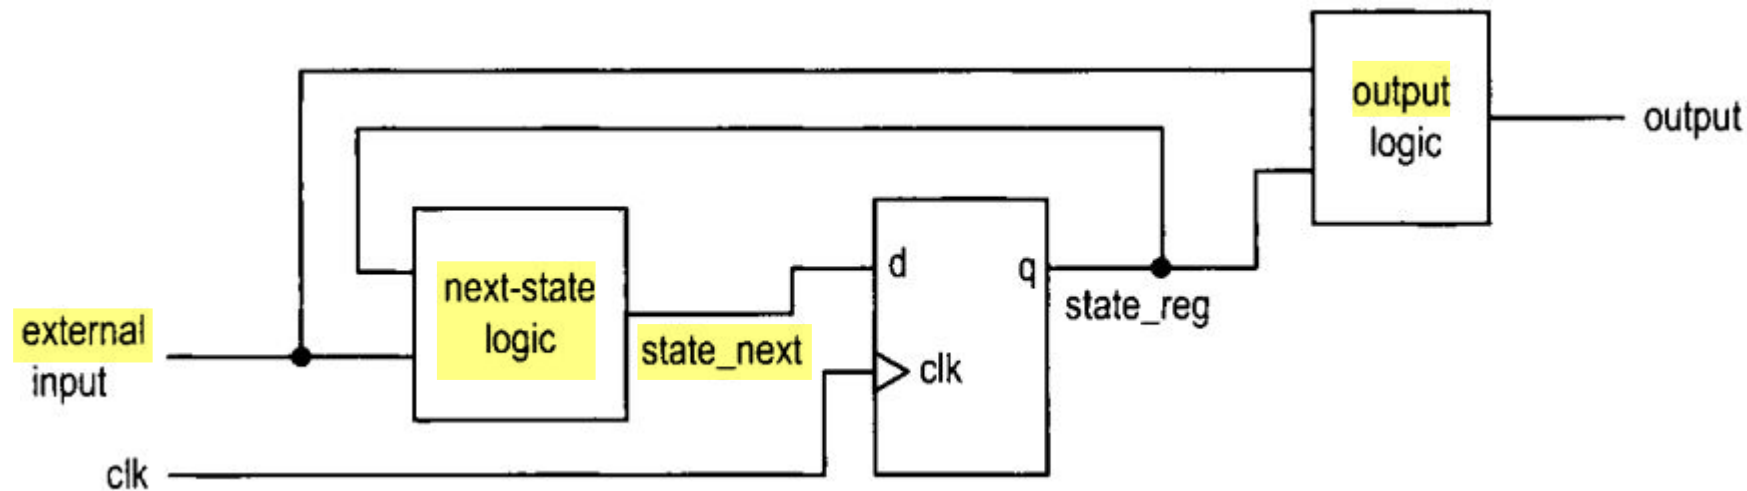 output
logic
output
next-state
logic
d
q
state_reg
external
input
state_next
clk
clk